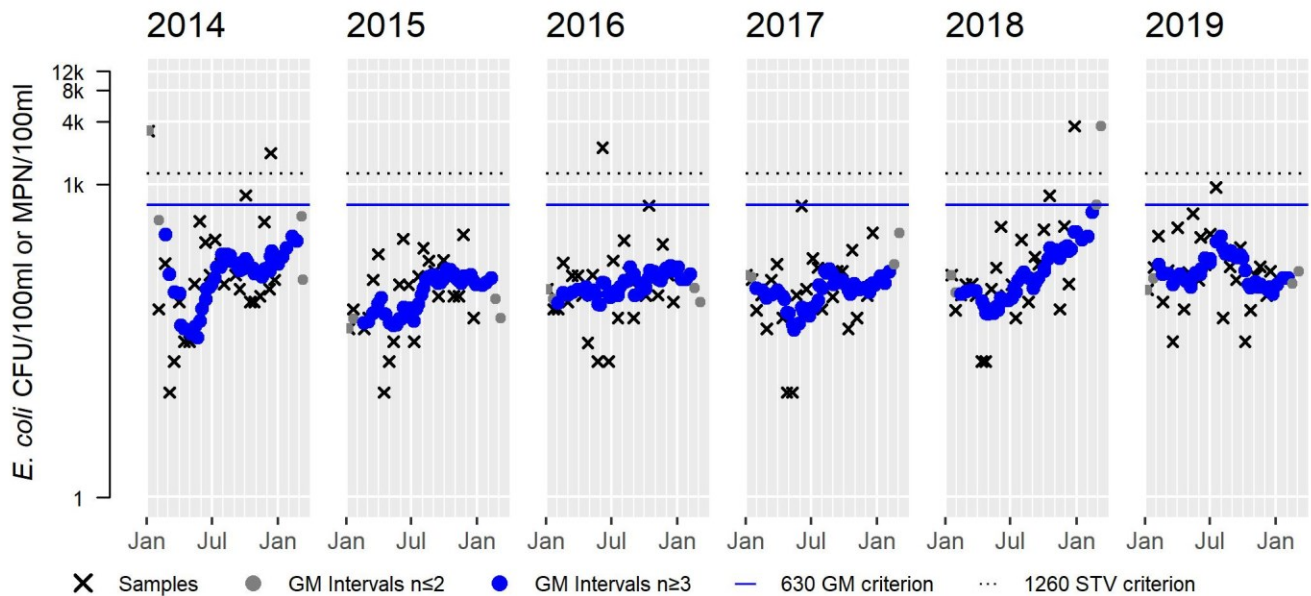 2014 2015 2016 2017 2018 2019
E. coli CFU/100ml or MPN/100ml
12k
8k
4k
1k
1
Jan Jul Jan Jan Jul Jan Jan Jul Jan Jan Jul Jan Jan Jul Jan Jan Jul Jan
Samples GM Intervals n≤2 GM Intervals n≥3 630 GM criterion 1260 STV criterion